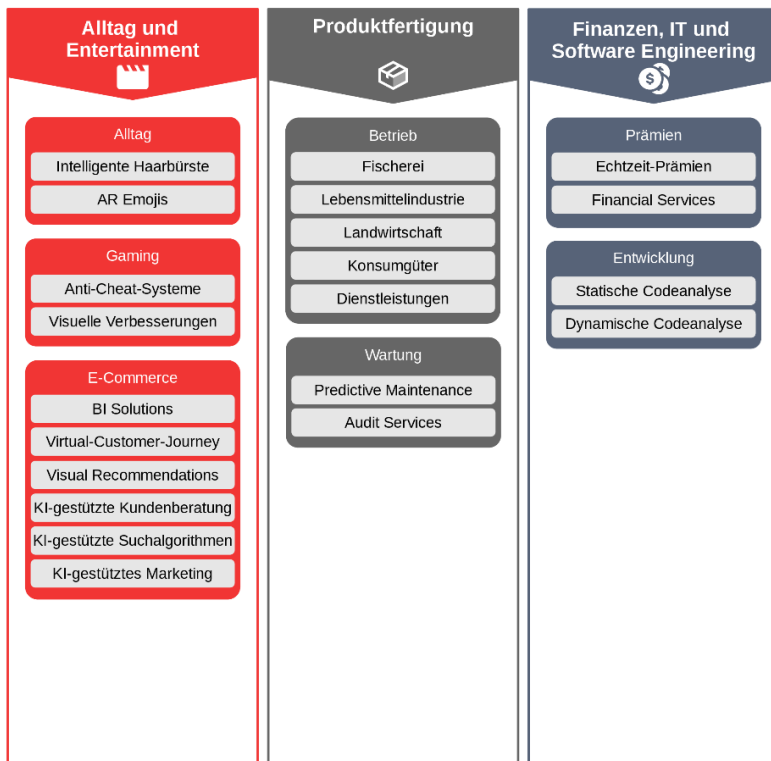 Alltag und
Entertainment
Alltag
Intelligente Haarbürste
AR Emojis
Gaming
Anti-Cheat-Systeme
Visuelle Verbesserungen
E-Commerce
BI Solutions
Virtual-Customer-Journey
Visual Recommendations
KI-gestützte Kundenberatung
KI-gestützte Suchalgorithmen
KI-gestütztes Marketing
Produktfertigung
Betrieb
Fischerei
Lebensmittelindustrie
Landwirtschaft
Konsumgüter
Dienstleistungen
Wartung
Predictive Maintenance
Audit Services
Finanzen, IT und
Software Engineering
$
Prämien
Echtzeit-Prämien
Financial Services
Entwicklung
Statische Codeanalyse
Dynamische Codeanalyse